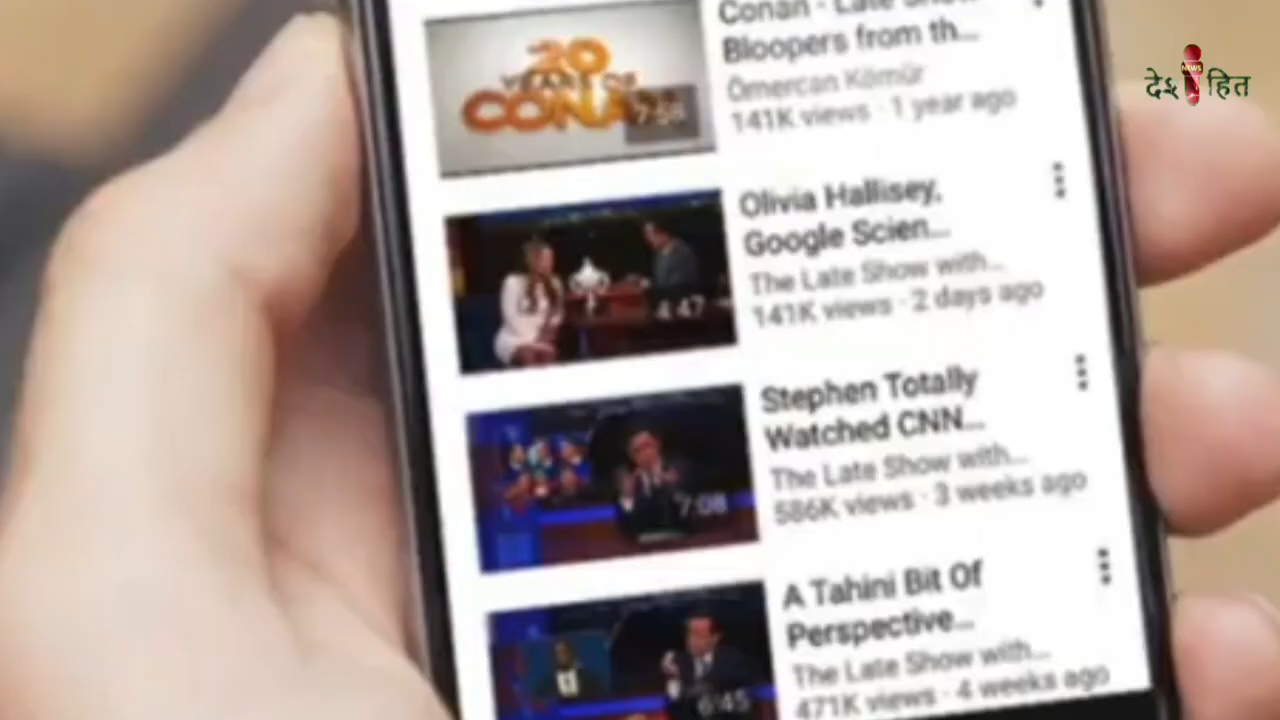 20
YEARS OF
CONAN
7:56
Conan - Late Show
Bloopers from th...
Ömercan Kömür
141K views · 1 year ago
NEWS
देश हित
4:47
Olivia Hallisey,
Google Scien...
The Late Show with...
141K views · 2 days ago
7:08
Stephen Totally
Watched CNN...
The Late Show with...
586K views · 3 weeks ago
6:45
A Tahini Bit Of
Perspective...
The Late Show with...
471K views · 4 weeks ago